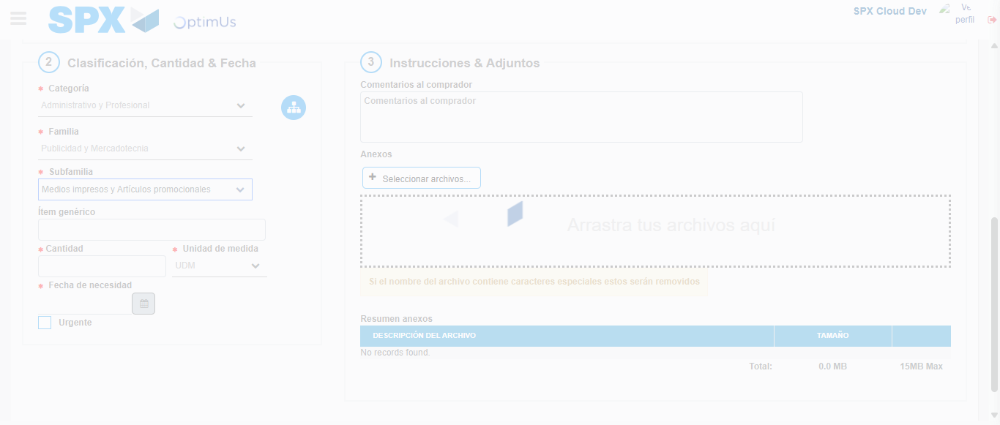 SPX
OptimUs
SPX Cloud Dev
Ve
perfil
2
Clasificación, Cantidad & Fecha
* Categoría
Administrativo y Profesional
* Familia
Publicidad y Mercadotecnia
* Subfamilia
Medios impresos y Artículos promocionales
Ítem genérico
* Cantidad
* Unidad de medida
UDM
* Fecha de necesidad
Urgente
3
Instrucciones & Adjuntos
Comentarios al comprador
Comentarios al comprador
Anexos
+ Seleccionar archivos...
Arrastra tus archivos aquí
Si el nombre del archivo contiene caracteres especiales estos serán removidos
Resumen anexos
DESCRIPCIÓN DEL ARCHIVO TAMAÑO
No records found.
Total: 0.0 MB 15MB Max